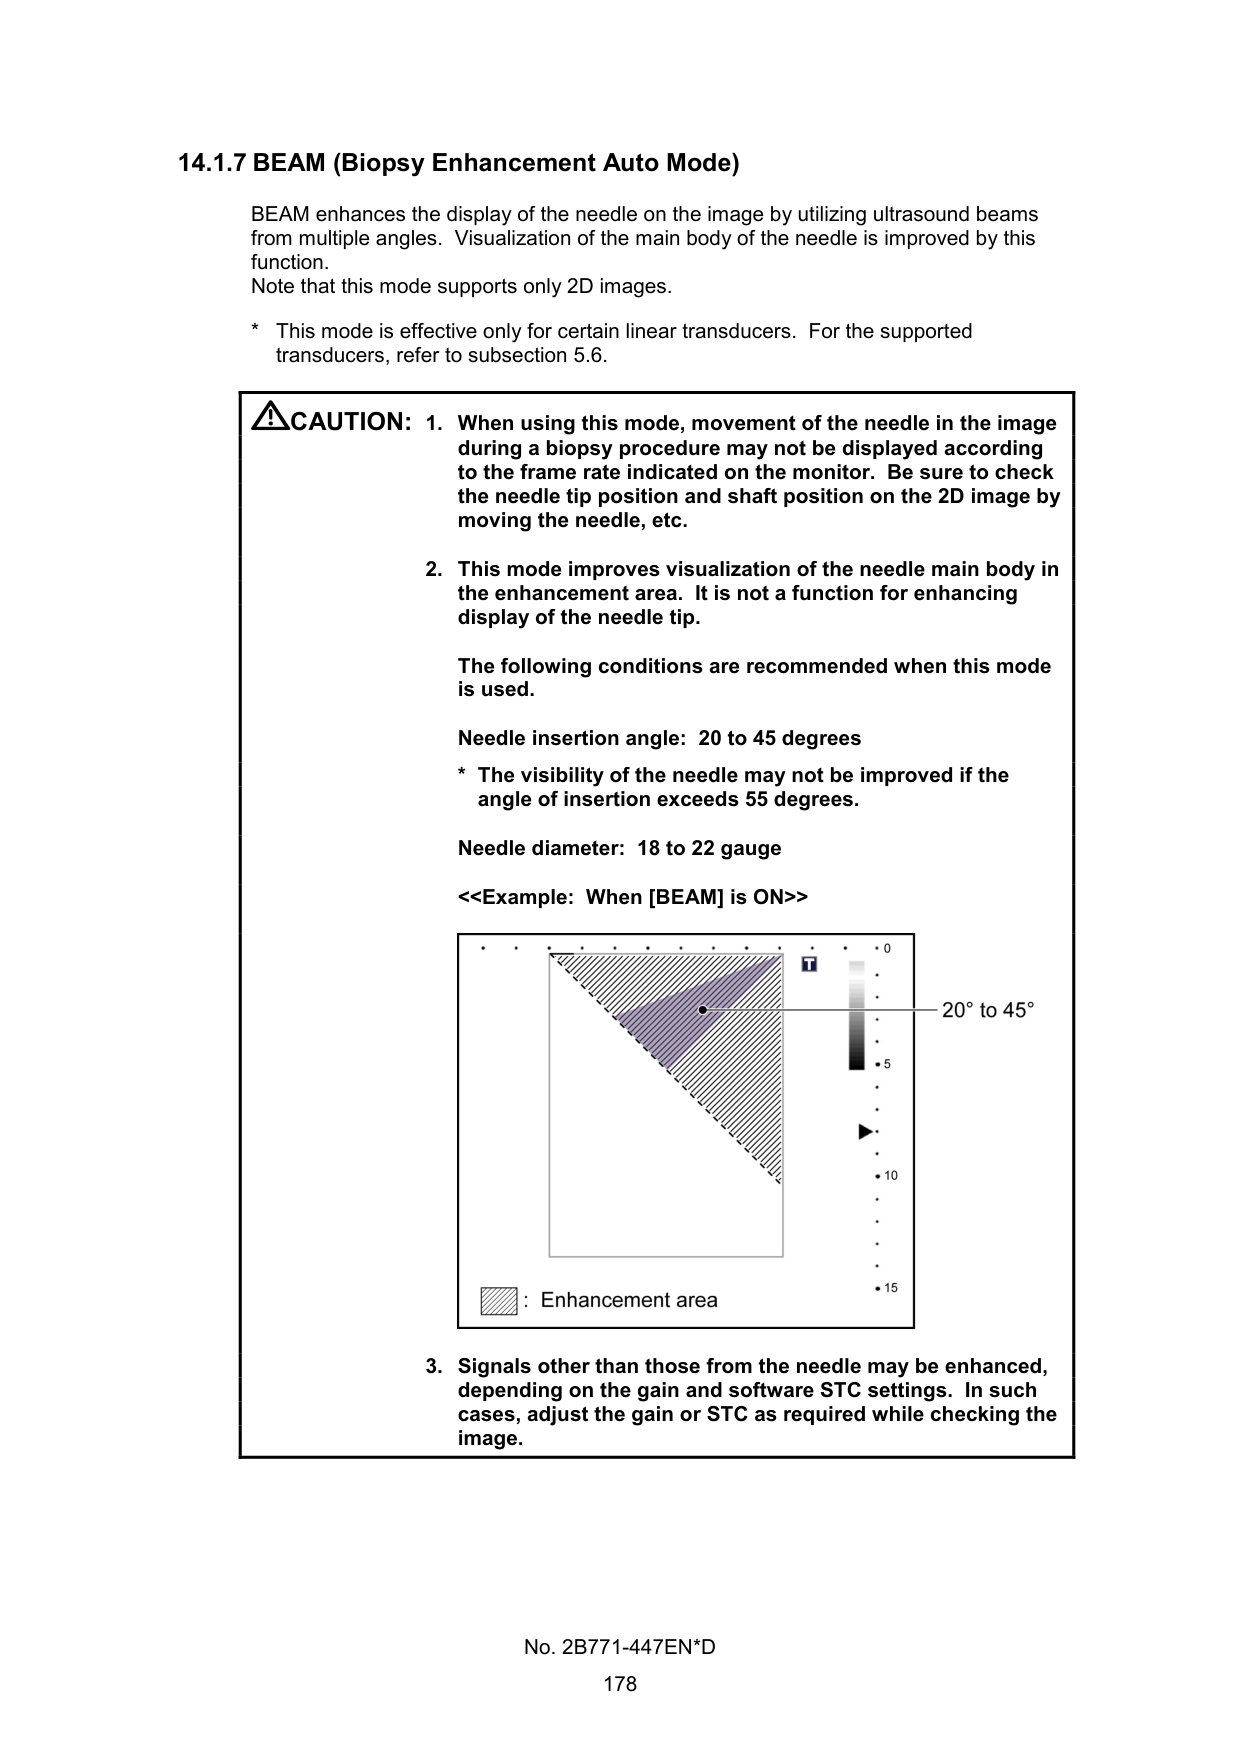 14.1.7 BEAM (Biopsy Enhancement Auto Mode)
BEAM enhances the display of the needle on the image by utilizing ultrasound beams
from multiple angles.  Visualization of the main body of the needle is improved by this
function.
Note that this mode supports only 2D images.
* This mode is effective only for certain linear transducers.  For the supported
transducers, refer to subsection 5.6.
CAUTION: 1. When using this mode, movement of the needle in the image
during a biopsy procedure may not be displayed according
to the frame rate indicated on the monitor.  Be sure to check
the needle tip position and shaft position on the 2D image by
moving the needle, etc.
2. This mode improves visualization of the needle main body in
the enhancement area.  It is not a function for enhancing
display of the needle tip.
The following conditions are recommended when this mode
is used.
Needle insertion angle:  20 to 45 degrees
* The visibility of the needle may not be improved if the
angle of insertion exceeds 55 degrees.
Needle diameter:  18 to 22 gauge
<<Example:  When [BEAM] is ON>>
0
T
20° to 45°
5
10
15
: Enhancement area
3. Signals other than those from the needle may be enhanced,
depending on the gain and software STC settings.  In such
cases, adjust the gain or STC as required while checking the
image.
No. 2B771-447EN*D
178